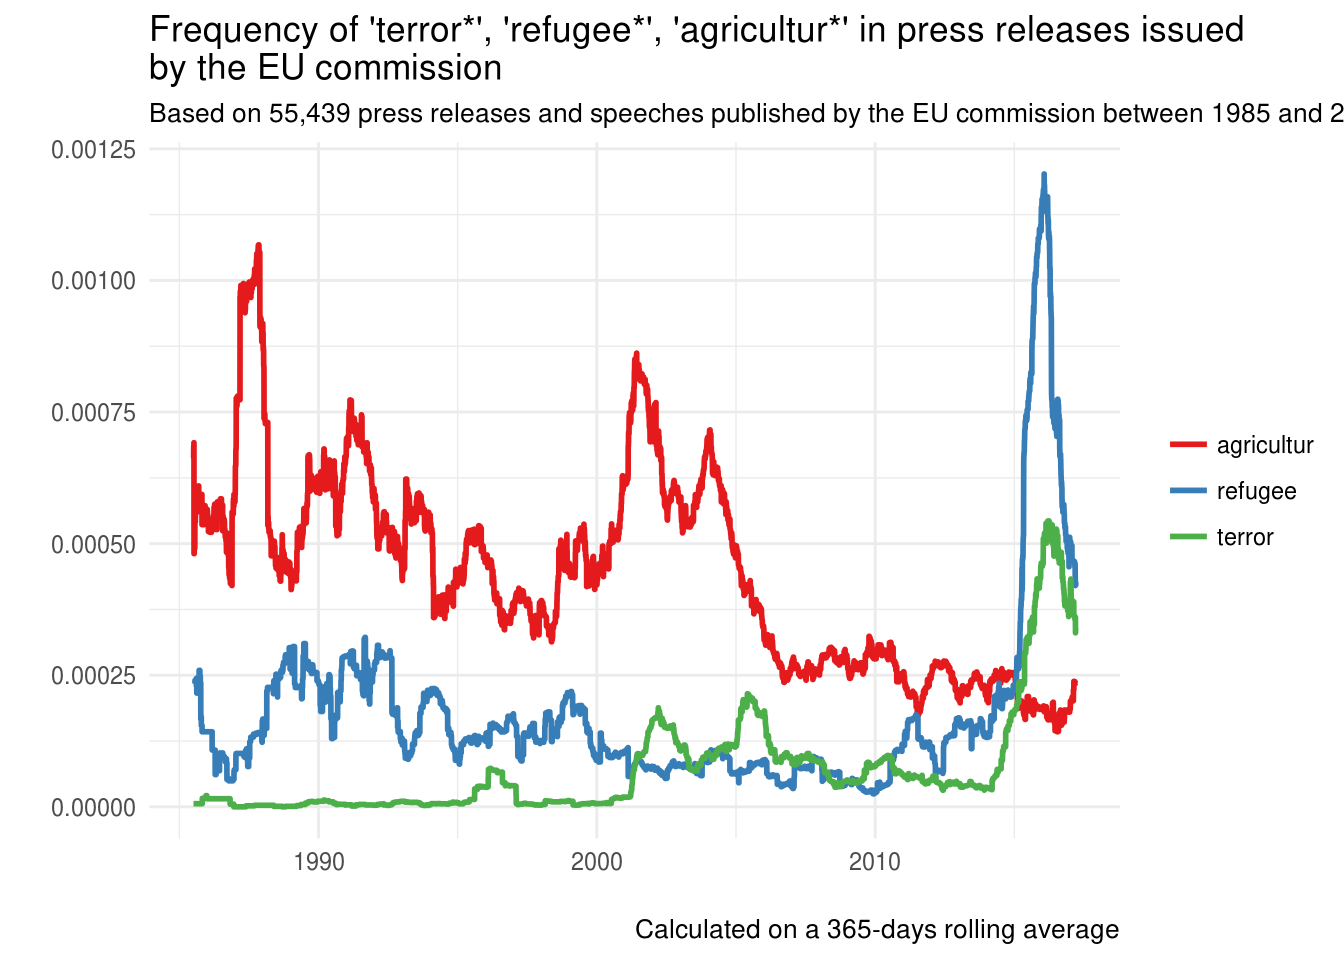 Frequency of 'terror*', 'refugee*', 'agricultur*' in press releases issued
by the EU commission
Based on 55,439 press releases and speeches published by the EU commission between 1985 and 2
0.00125
0.00100
0.00075
0.00050
0.00025
0.00000
agricultur
refugee
terror
1990 2000 2010
Calculated on a 365-days rolling average